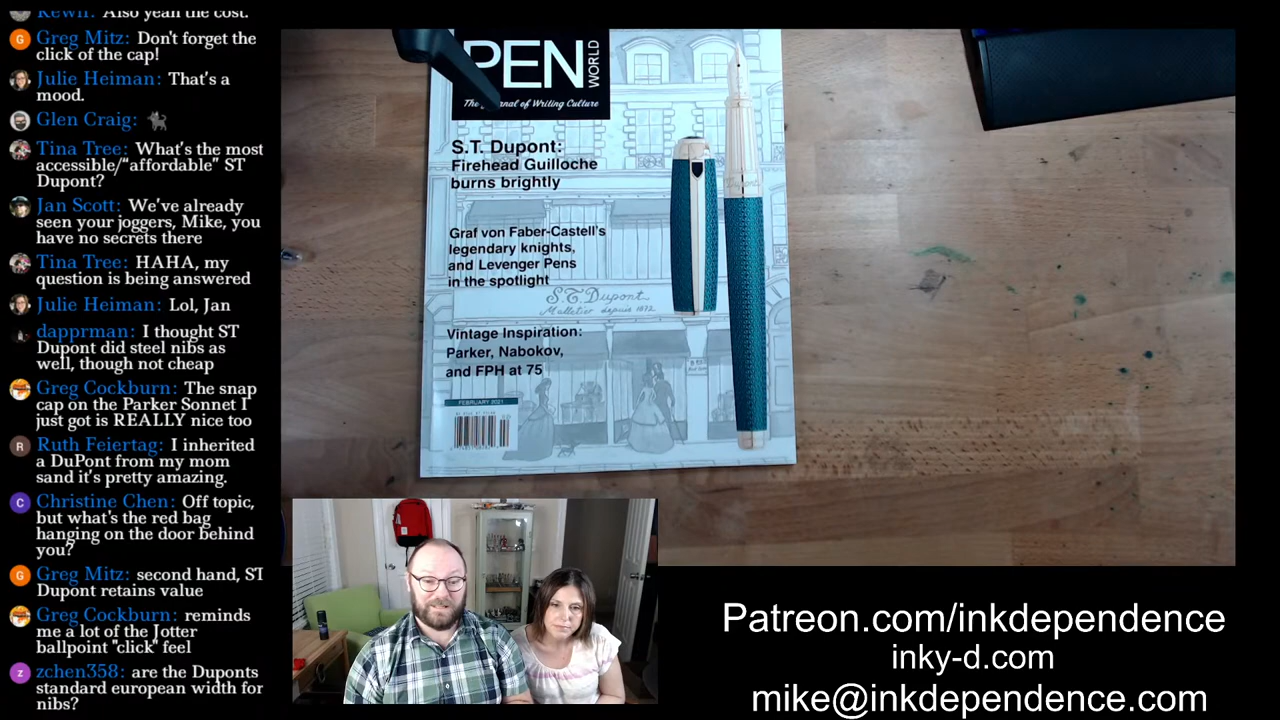 Kewil: Also yeah the cost.
Greg Mitz: Don't forget the
click of the cap!
Julie Heiman: That's a
mood.
Glen Craig:
Tina Tree: What's the most
accessible/"affordable" ST
Dupont?
Jan Scott: We've already
seen your joggers, Mike, you
have no secrets there
Tina Tree: HAHA, my
question is being answered
Julie Heiman: Lol, Jan
dapprman: I thought ST
Dupont did steel nibs as
well, though not cheap
Greg Cockburn: The snap
cap on the Parker Sonnet I
just got is REALLY nice too
Ruth Feiertag: I inherited
a DuPont from my mom
sand it's pretty amazing.
Christine Chen: Off topic,
but what's the red bag
hanging on the door behind
you?
Greg Mitz: second hand, ST
Dupont retains value
Greg Cockburn: reminds
me a lot of the Jotter
ballpoint "click" feel
zchen358: are the Duponts
standard european width for
nibs?
PEN
WORLD
The Journal of Writing Culture
S.T. Dupont:
Firehead Guilloche
burns brightly
Graf von Faber-Castell's
legendary knights,
and Levenger Pens
in the spotlight
S.T. Dupont
Malletier depuis 1872
Vintage Inspiration:
Parker, Nabokov,
and FPH at 75
FEBRUARY 2021
Patreon.com/inkdependence
inky-d.com
mike@inkdependence.com